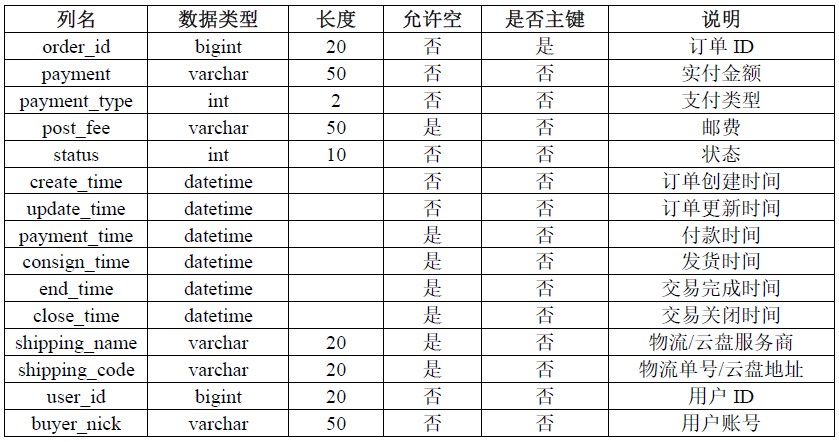 列名 数据类型 长度 允许空 是否主键 说明
order_id bigint 20 否 是 订单 ID
payment varchar 50 否 否 实付金额
payment_type int 2 否 否 支付类型
post_fee varchar 50 是 否 邮费
status int 10 否 否 状态
create_time datetime 否 否 订单创建时间
update_time datetime 否 否 订单更新时间
payment_time datetime 是 否 付款时间
consign_time datetime 是 否 发货时间
end_time datetime 是 否 交易完成时间
close_time datetime 是 否 交易关闭时间
shipping_name varchar 20 是 否 物流/云盘服务商
shipping_code varchar 20 是 否 物流单号/云盘地址
user_id bigint 20 否 否 用户 ID
buyer_nick varchar 50 否 否 用户账号